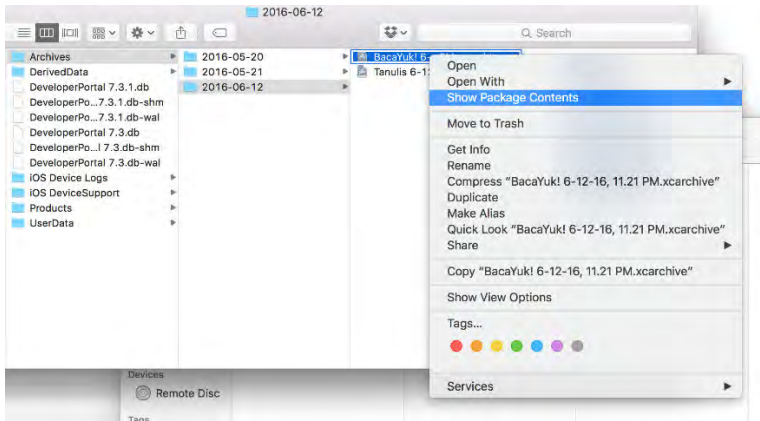 2016-06-12
Search
Archives
DerivedData
DeveloperPortal 7.3.1.db
DeveloperPo...7.3.1.db-shm
DeveloperPo...7.3.1.db-wal
DeveloperPortal 7.3.db
DeveloperPo...l 7.3.db-shm
DeveloperPortal 7.3.db-wal
iOS Device Logs
iOS DeviceSupport
Products
UserData
2016-05-20
2016-05-21
2016-06-12
BacaYuk! 6-
Tanulis 6-1
Open
Open With
Show Package Contents
Move to Trash
Get Info
Rename
Compress “BacaYuk! 6-12-16, 11.21 PM.xcarchive”
Duplicate
Make Alias
Quick Look “BacaYuk! 6-12-16, 11.21 PM.xcarchive”
Share
Copy “BacaYuk! 6-12-16, 11.21 PM.xcarchive”
Show View Options
Tags...
Services
Devices
Remote Disc
Tags